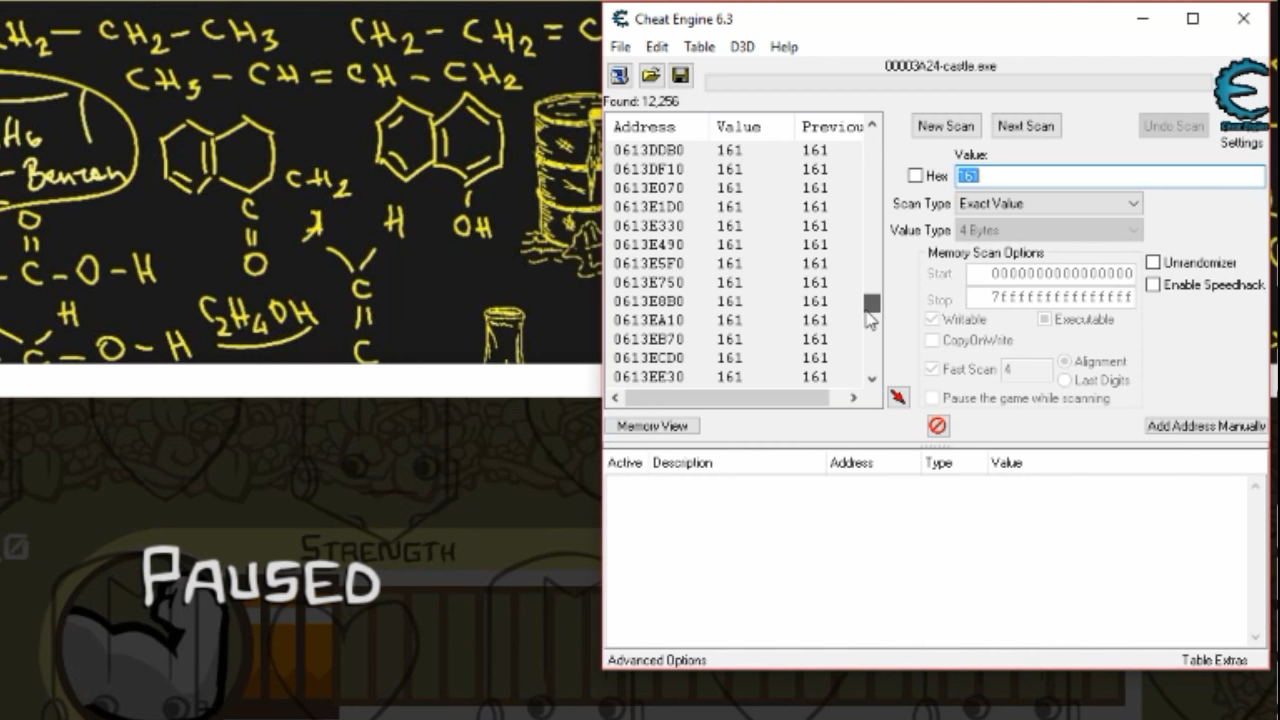 H₂ — CH₂ — CH₃
CH₂ — CH₂ = C
CH₃ — CH = CH — CH₂
H₆
- Benzen
CH₂
H
OH
C
O
O
C — O — H
H
C — O — H
C₂H₄OH
C
C
Cheat Engine 6.3
File Edit Table D3D Help
00003A24-castle.exe
Found: 12,256
Address Value Previou
0613DDB0 161 161
0613DF10 161 161
0613E070 161 161
0613E1D0 161 161
0613E330 161 161
0613E490 161 161
0613E5F0 161 161
0613E750 161 161
0613E8B0 161 161
0613EA10 161 161
0613EB70 161 161
0613ECD0 161 161
0613EE30 161 161
New Scan Next Scan Undo Scan
Settings
Value:
Hex 161
Scan Type Exact Value
Value Type 4 Bytes
Memory Scan Options
Start 0000000000000000
Stop 7fffffffffffffff
Writable Executable
CopyOnWrite
Fast Scan 4 Alignment
Last Digits
Pause the game while scanning
Unrandomizer
Enable Speedhack
Memory View
Add Address Manually
Active Description Address Type Value
Advanced Options Table Extras
STRENGTH
PAUSED